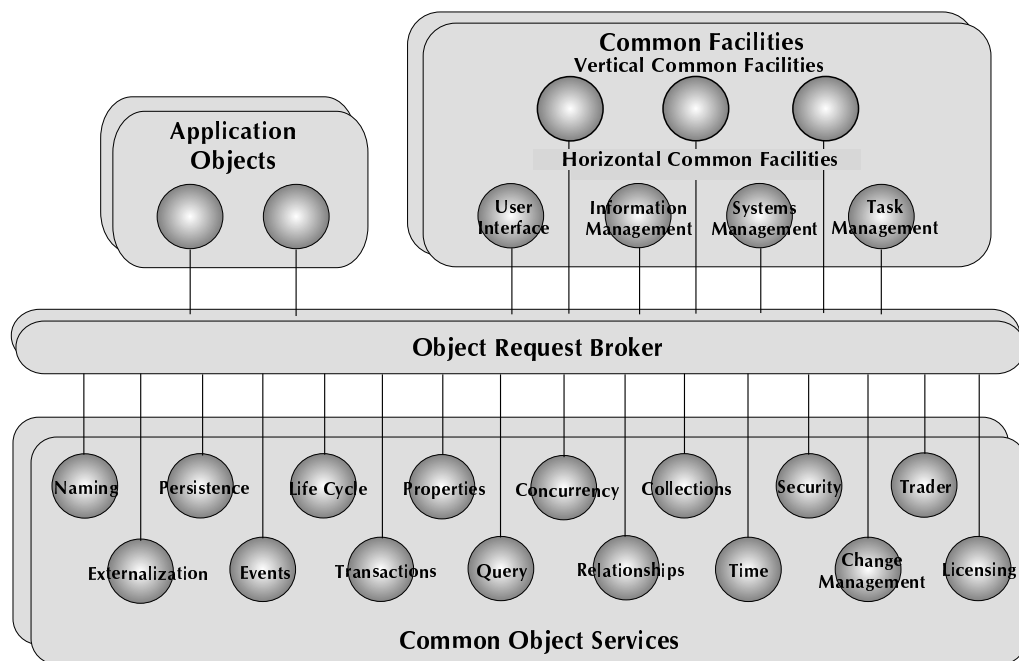 Common Facilities
Vertical Common Facilities
Application
Objects
Horizontal Common Facilities
User
Interface
Information
Management
Systems
Management
Task
Management
Object Request Broker
Naming
Persistence
Life Cycle
Properties
Concurrency
Collections
Security
Trader
Externalization
Events
Transactions
Query
Relationships
Time
Change
Management
Licensing
Common Object Services